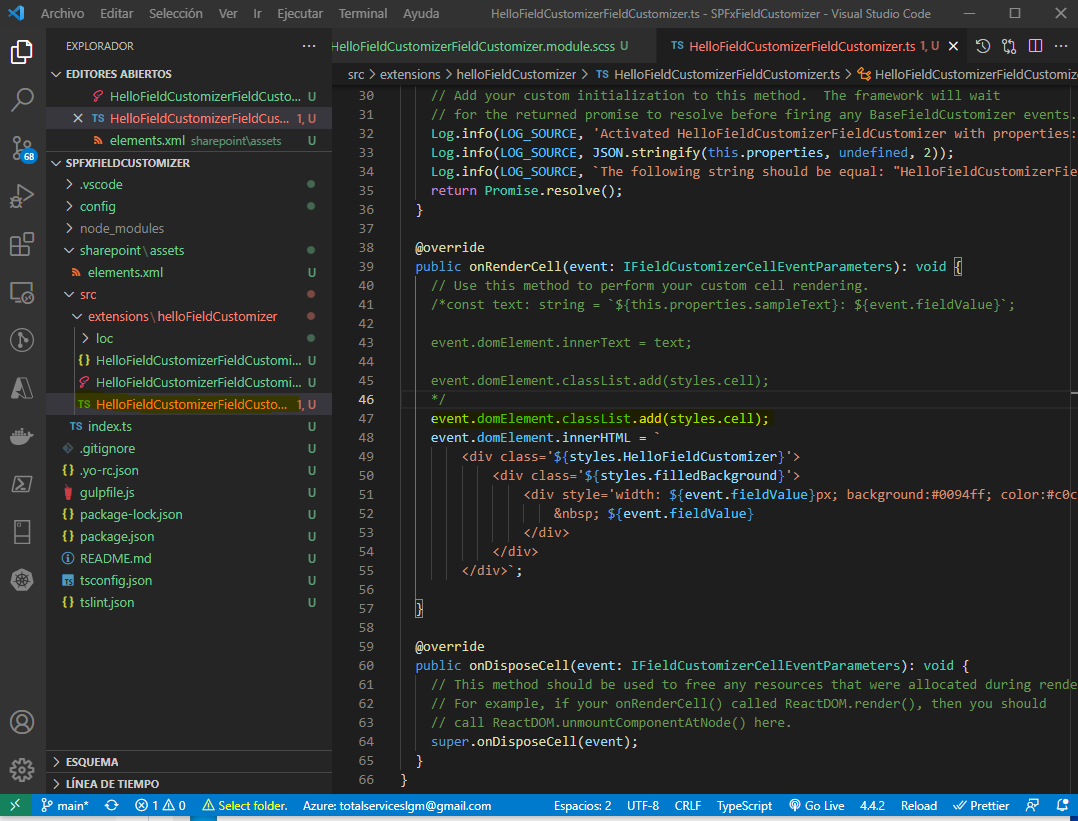 Archivo Editar Selección Ver Ir Ejecutar Terminal Ayuda HelloFieldCustomizerFieldCustomizer.ts - SPFxFieldCustomizer - Visual Studio Code
EXPLORADOR
EDITORES ABIERTOS
HelloFieldCustomizerFieldCusto... U
TS HelloFieldCustomizerFieldCus... 1, U
elements.xml sharepoint\assets U
SPFXFIELDCUSTOMIZER
.vscode
config
node_modules
sharepoint\assets
elements.xml U
src
extensions\helloFieldCustomizer
loc
{} HelloFieldCustomizerFieldCustomi... U
HelloFieldCustomizerFieldCustomi... U
TS HelloFieldCustomizerFieldCusto... 1, U
TS index.ts U
.gitignore U
{} .yo-rc.json U
gulpfile.js U
{} package-lock.json U
{} package.json U
README.md U
TS tsconfig.json U
{} tslint.json U
ESQUEMA
LÍNEA DE TIEMPO
68
HelloFieldCustomizerFieldCustomizer.module.scss U
TS HelloFieldCustomizerFieldCustomizer.ts 1, U
src > extensions > helloFieldCustomizer > TS HelloFieldCustomizerFieldCustomizer.ts > HelloFieldCustomizerFieldCustomiz
30 // Add your custom initialization to this method.  The framework will wait
31 // for the returned promise to resolve before firing any BaseFieldCustomizer events.
32 Log.info(LOG_SOURCE, 'Activated HelloFieldCustomizerFieldCustomizer with properties:
33 Log.info(LOG_SOURCE, JSON.stringify(this.properties, undefined, 2));
34 Log.info(LOG_SOURCE, `The following string should be equal: "HelloFieldCustomizerFie
35 return Promise.resolve();
36 }
37
38 @override
39 public onRenderCell(event: IFieldCustomizerCellEventParameters): void {
40 // Use this method to perform your custom cell rendering.
41 /*const text: string = `${this.properties.sampleText}: ${event.fieldValue}`;
42
43 event.domElement.innerText = text;
44
45 event.domElement.classList.add(styles.cell);
46 */
47 event.domElement.classList.add(styles.cell);
48 event.domElement.innerHTML = `
49 <div class='${styles.HelloFieldCustomizer}'>
50 <div class='${styles.filledBackground}'>
51 <div style='width: ${event.fieldValue}px; background:#0094ff; color:#c0c
52 &nbsp; ${event.fieldValue}
53 </div>
54 </div>
55 </div>`;
56
57 }
58
59 @override
60 public onDisposeCell(event: IFieldCustomizerCellEventParameters): void {
61 // This method should be used to free any resources that were allocated during rende
62 // For example, if your onRenderCell() called ReactDOM.render(), then you should
63 // call ReactDOM.unmountComponentAtNode() here.
64 super.onDisposeCell(event);
65 }
66 }
main* 1 0 Select folder. Azure: totalserviceslgm@gmail.com Espacios: 2 UTF-8 CRLF TypeScript Go Live 4.4.2 Reload Prettier